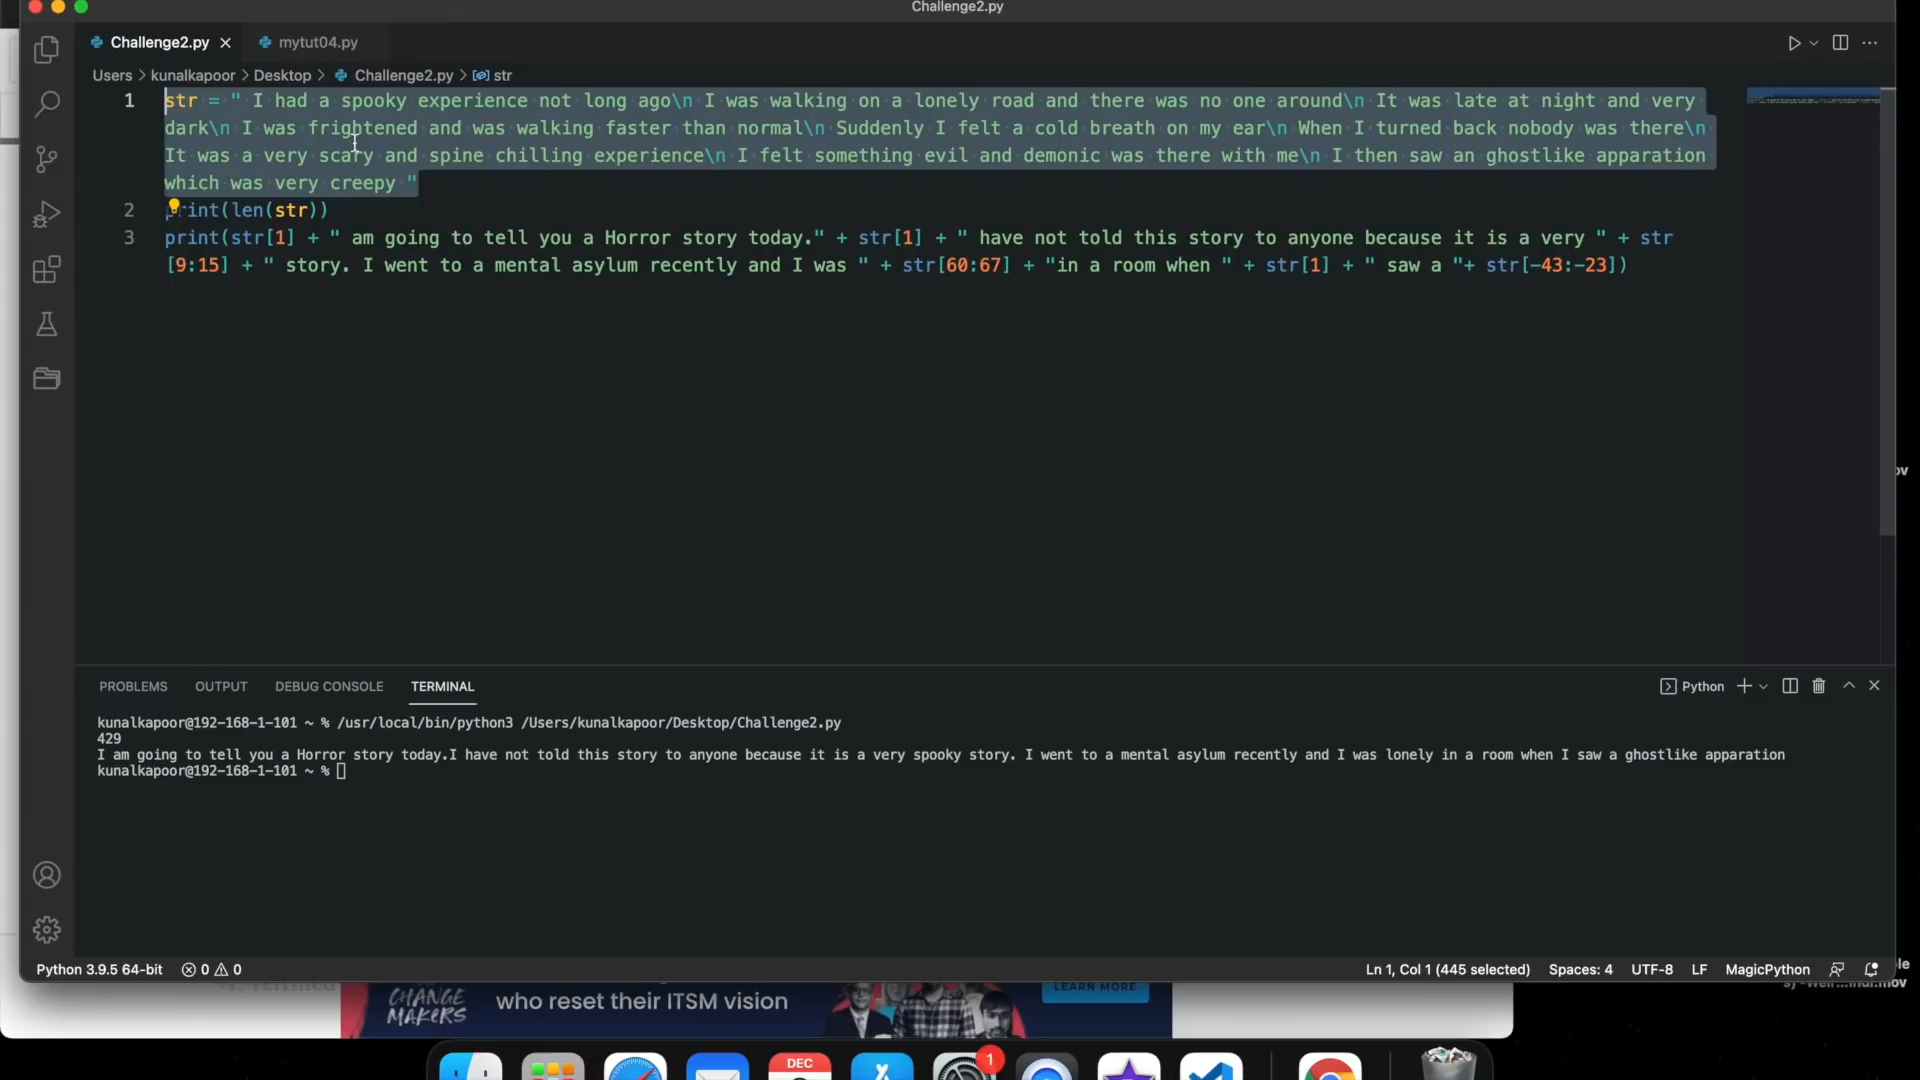 Challenge2.py
Challenge2.py mytut04.py
Users > kunalkapoor > Desktop > Challenge2.py > str
1 str = " I had a spooky experience not long ago\n I was walking on a lonely road and there was no one around\n It was late at night and very
dark\n I was frightened and was walking faster than normal\n Suddenly I felt a cold breath on my ear\n When I turned back nobody was there\n
It was a very scary and spine chilling experience\n I felt something evil and demonic was there with me\n I then saw an ghostlike apparation
which was very creepy "
2 print(len(str))
3 print(str[1] + " am going to tell you a Horror story today." + str[1] + " have not told this story to anyone because it is a very " + str
[9:15] + " story. I went to a mental asylum recently and I was " + str[60:67] + "in a room when " + str[1] + " saw a "+ str[-43:-23])
PROBLEMS OUTPUT DEBUG CONSOLE TERMINAL Python
kunalkapoor@192-168-1-101 ~ % /usr/local/bin/python3 /Users/kunalkapoor/Desktop/Challenge2.py
429
I am going to tell you a Horror story today.I have not told this story to anyone because it is a very spooky story. I went to a mental asylum recently and I was lonely in a room when I saw a ghostlike apparation
kunalkapoor@192-168-1-101 ~ %
Python 3.9.5 64-bit 0 0 Ln 1, Col 1 (445 selected) Spaces: 4 UTF-8 LF MagicPython
CHANGE
MAKERS
who reset their ITSM vision
LEARN MORE
DEC
1